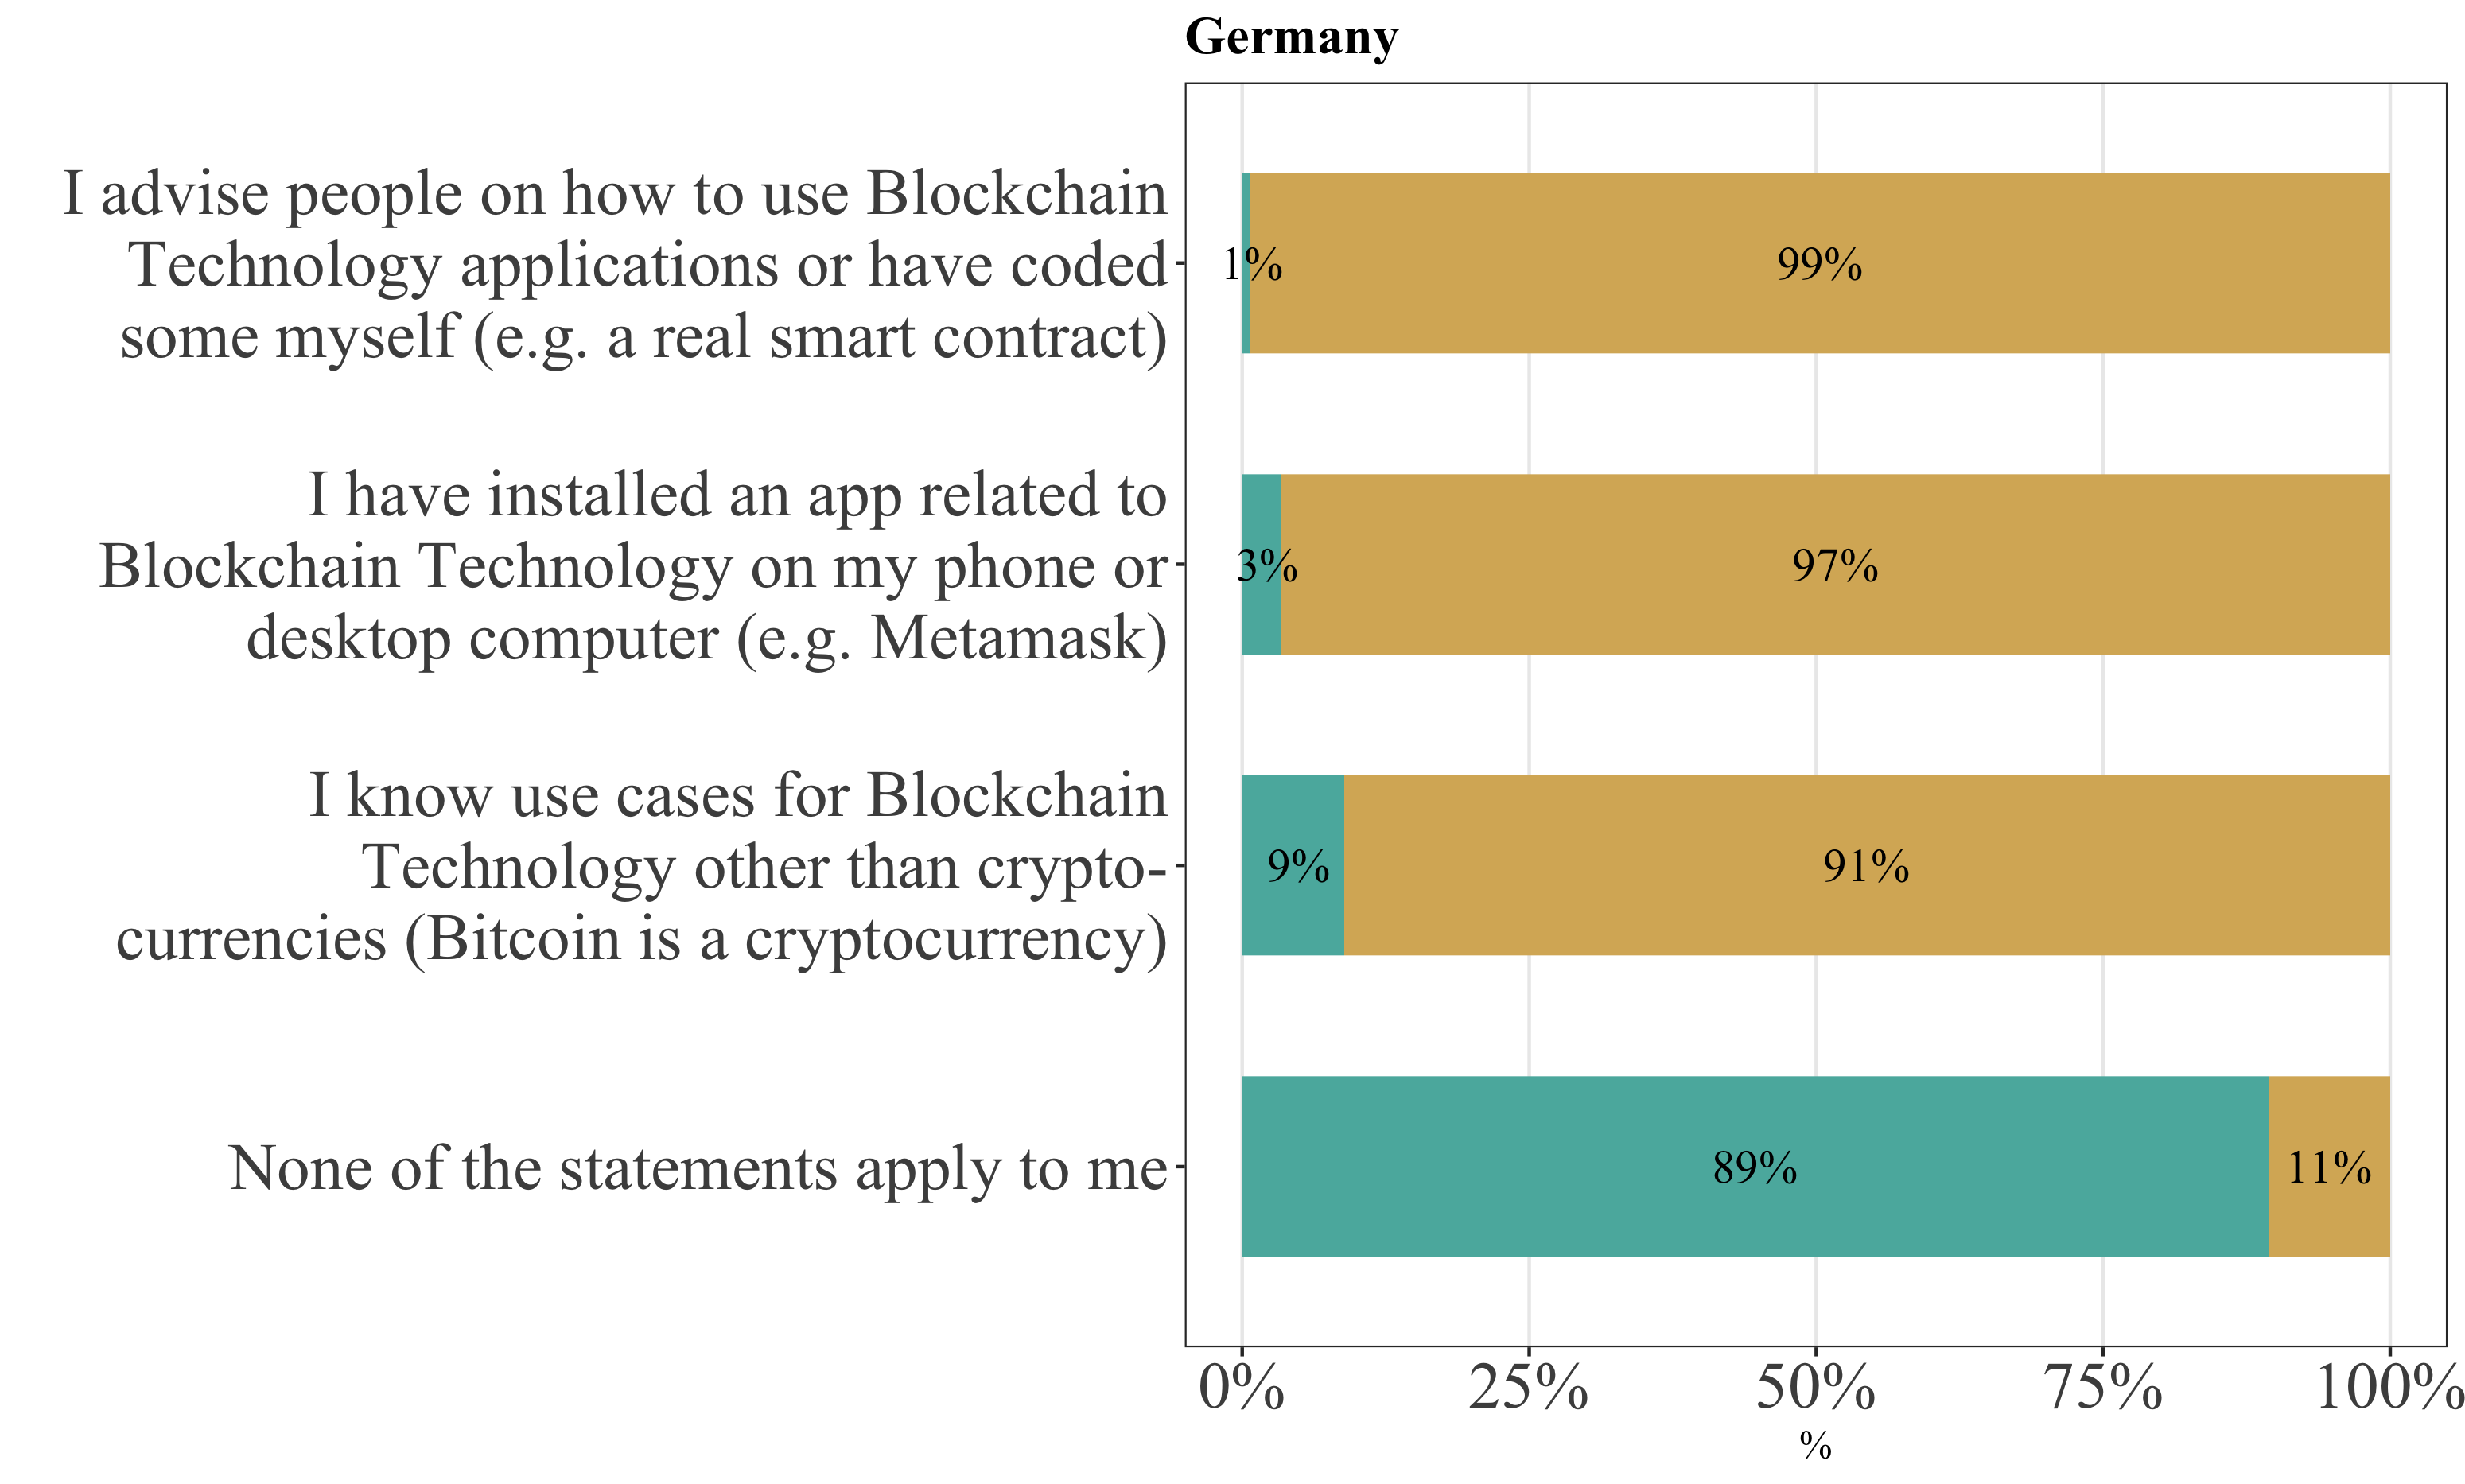 Germany
I advise people on how to use Blockchain
Technology applications or have coded
some myself (e.g. a real smart contract)
1%
99%
I have installed an app related to
Blockchain Technology on my phone or
desktop computer (e.g. Metamask)
3%
97%
I know use cases for Blockchain
Technology other than crypto-
currencies (Bitcoin is a cryptocurrency)
9%
91%
None of the statements apply to me
89%
11%
0%
25%
50%
75%
100%
%